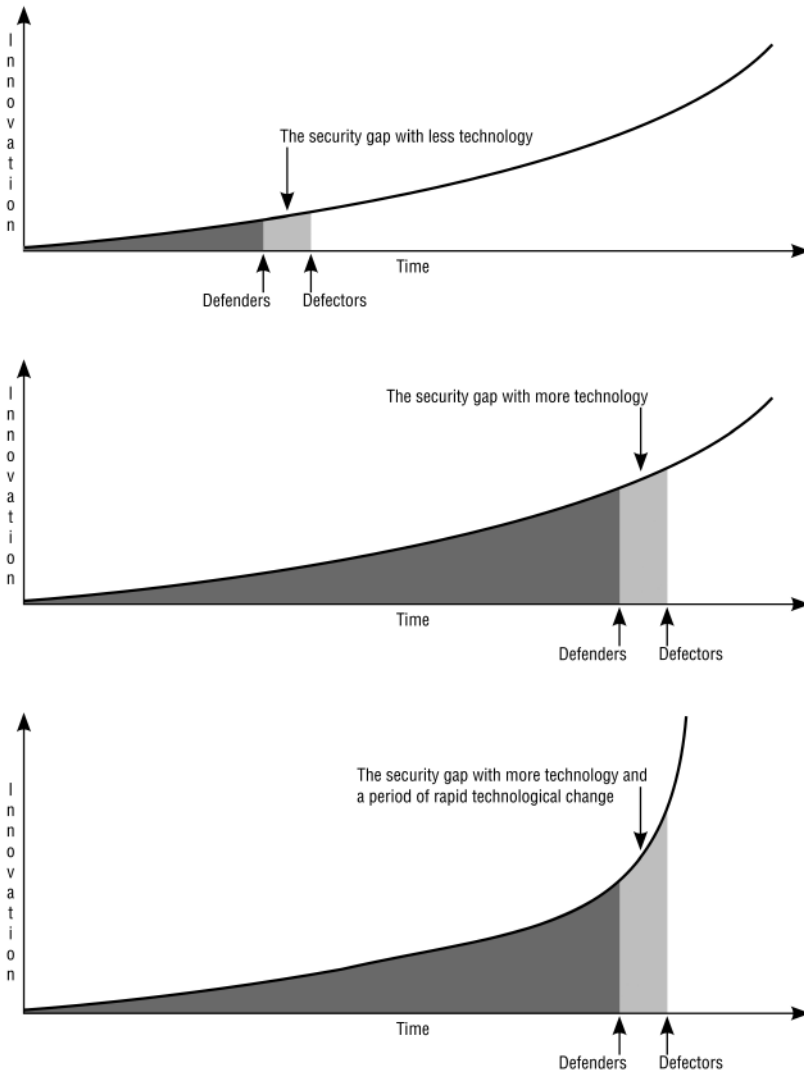 Innovation
The security gap with less technology
Time
Defenders
Defectors
Innovation
The security gap with more technology
Time
Defenders
Defectors
Innovation
The security gap with more technology and
a period of rapid technological change
Time
Defenders
Defectors